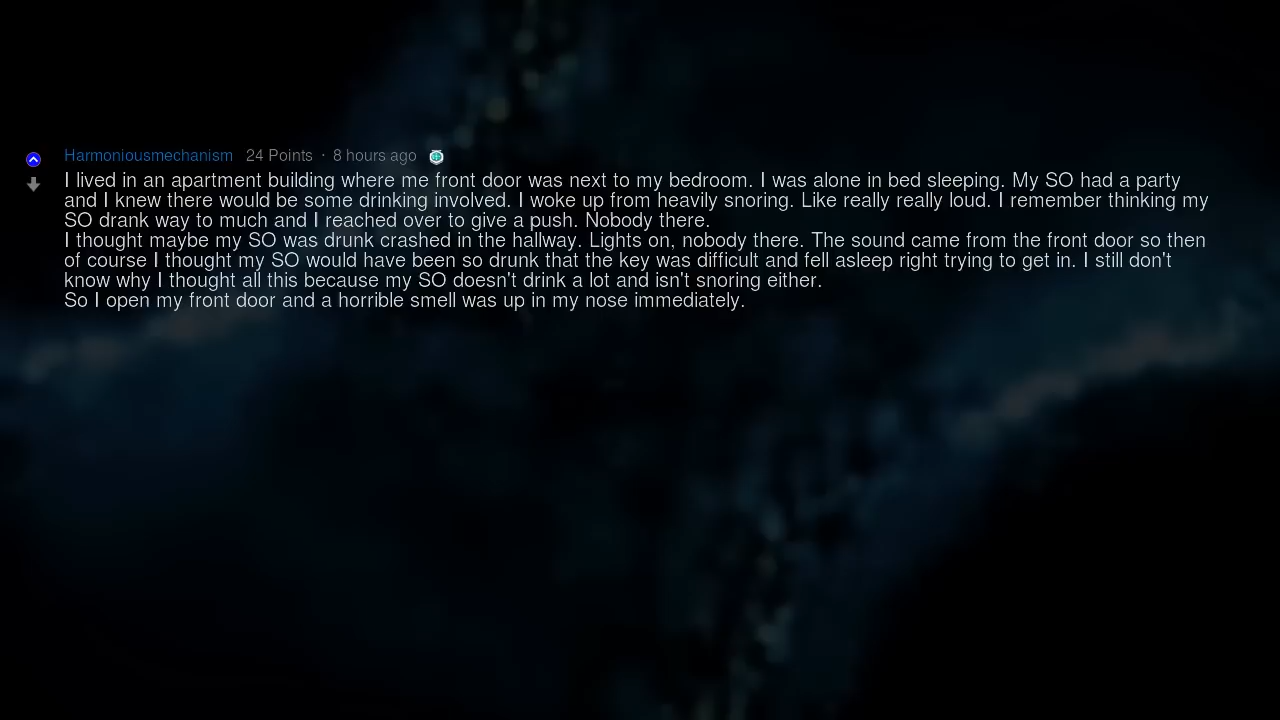 Harmoniousmechanism 24 Points · 8 hours ago
I lived in an apartment building where me front door was next to my bedroom. I was alone in bed sleeping. My SO had a party
and I knew there would be some drinking involved. I woke up from heavily snoring. Like really really loud. I remember thinking my
SO drank way to much and I reached over to give a push. Nobody there.
I thought maybe my SO was drunk crashed in the hallway. Lights on, nobody there. The sound came from the front door so then
of course I thought my SO would have been so drunk that the key was difficult and fell asleep right trying to get in. I still don't
know why I thought all this because my SO doesn't drink a lot and isn't snoring either.
So I open my front door and a horrible smell was up in my nose immediately.